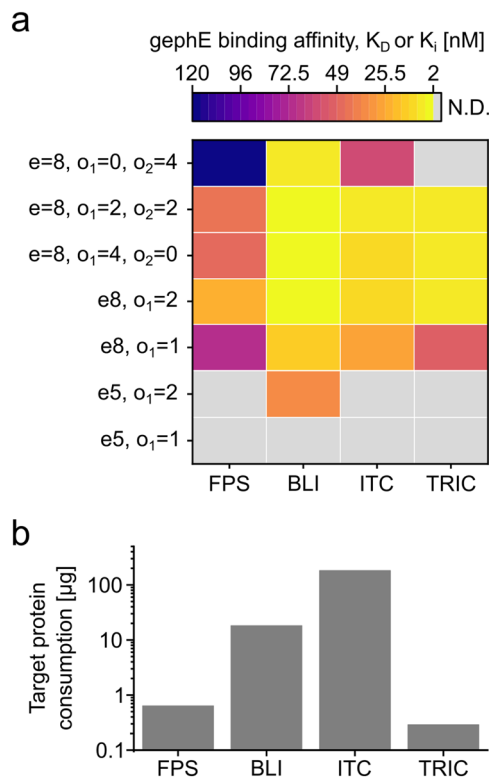 a
gephE binding affinity, K_D or K_i [nM]
120 96 72.5 49 25.5 2
N.D.
e=8, o₁=0, o₂=4
e=8, o₁=2, o₂=2
e=8, o₁=4, o₂=0
e8, o₁=2
e8, o₁=1
e5, o₁=2
e5, o₁=1
FPS BLI ITC TRIC
b
Target protein
consumption [µg]
100
10
1
0.1
FPS BLI ITC TRIC